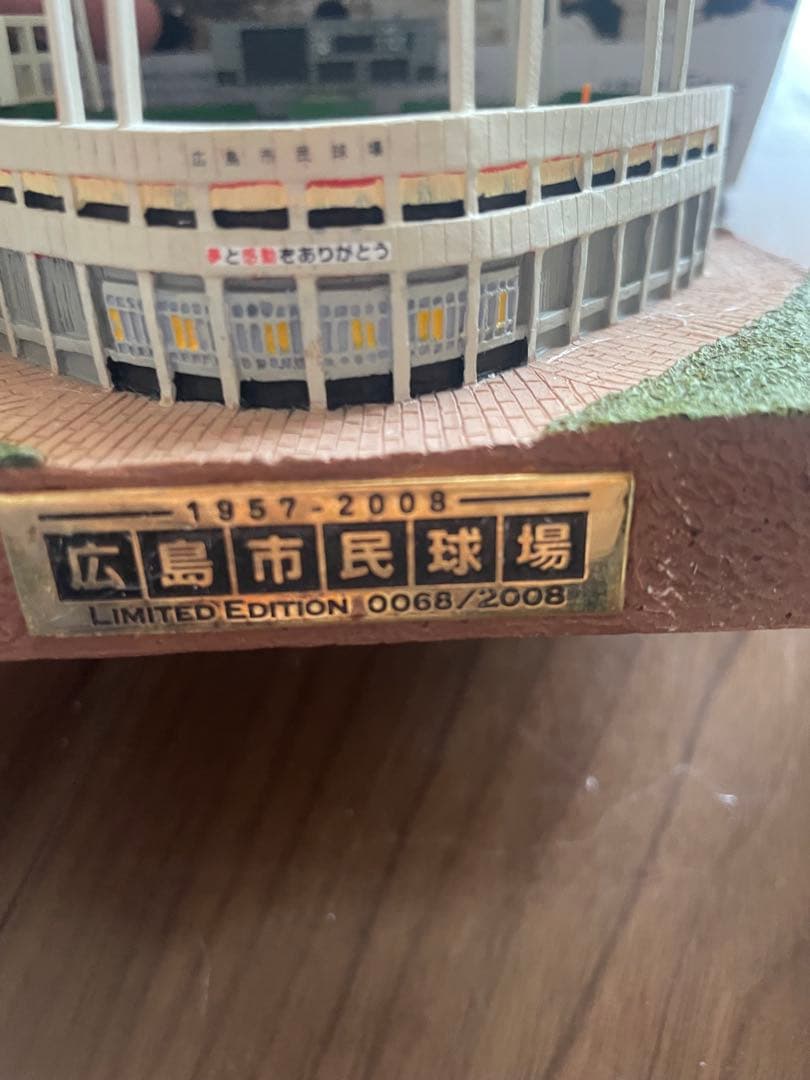 広島市民球場
夢と感動をありがとう
1957-2008
広島市民球場
LIMITED EDITION 0068/2008